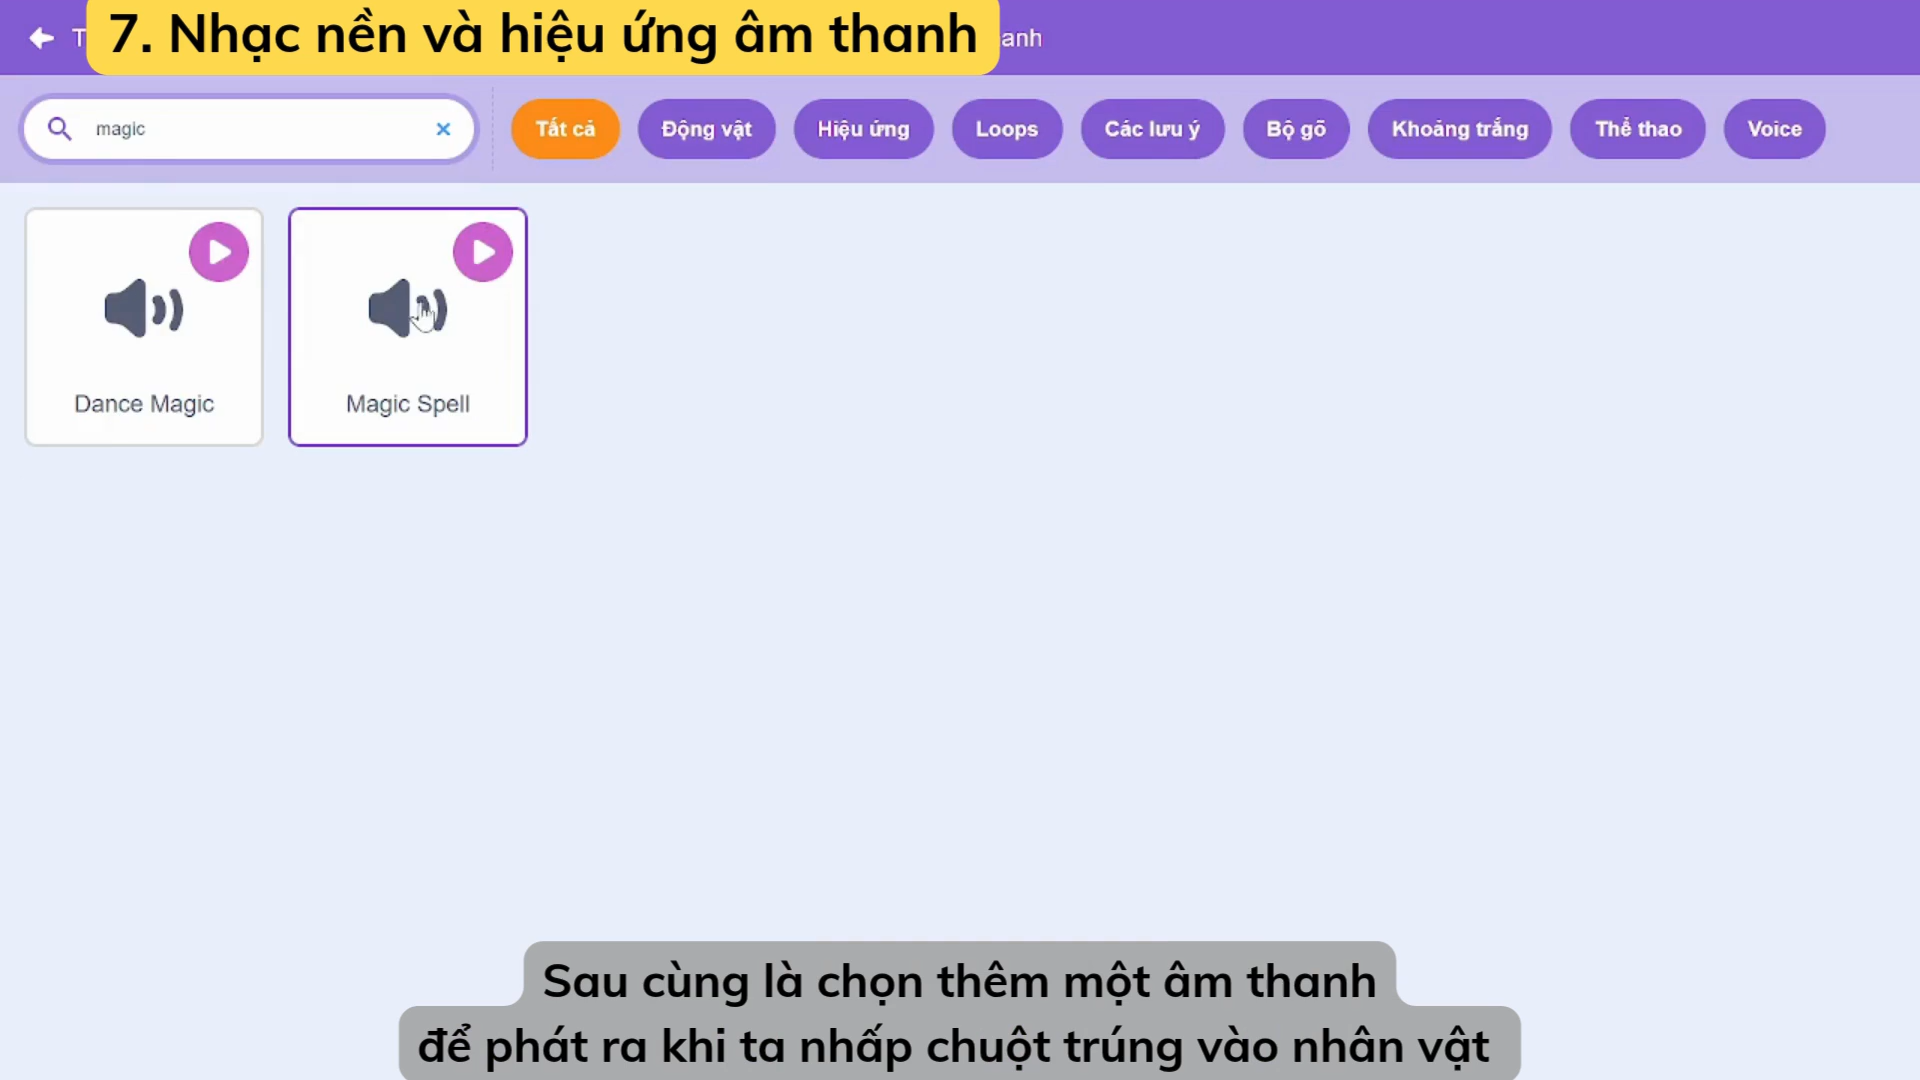 7. Nhạc nền và hiệu ứng âm thanh
anh
magic
Tất cả
Động vật
Hiệu ứng
Loops
Các lưu ý
Bộ gõ
Khoảng trắng
Thể thao
Voice
Dance Magic
Magic Spell
Sau cùng là chọn thêm một âm thanh
để phát ra khi ta nhấp chuột trúng vào nhân vật